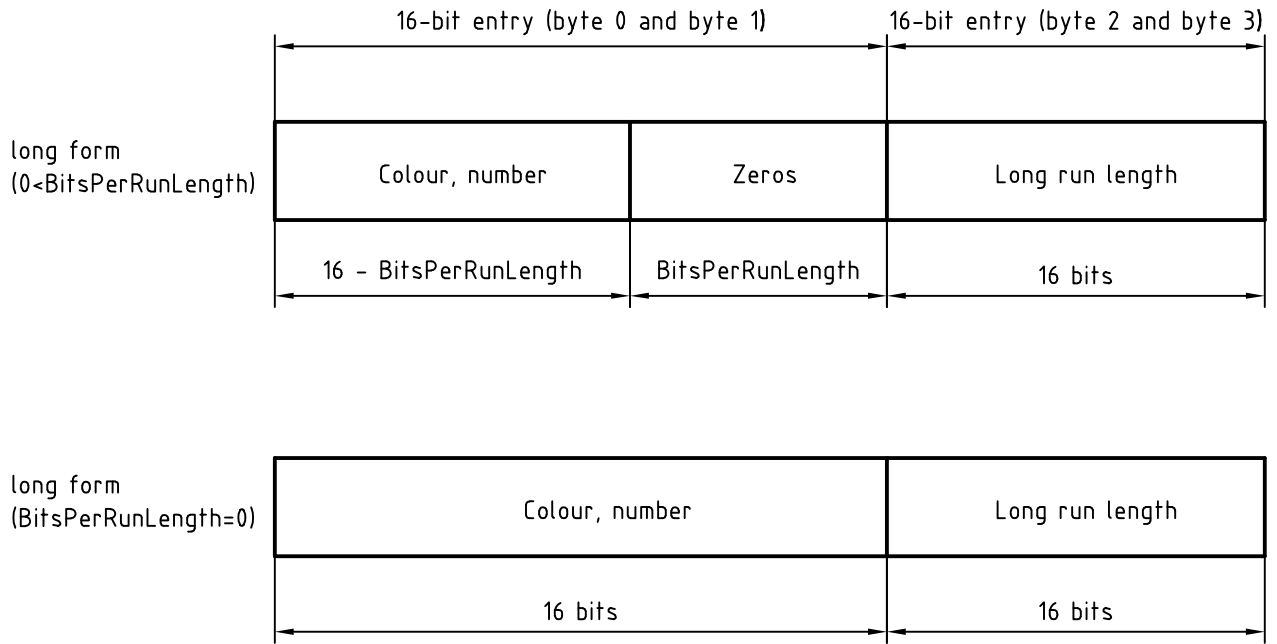 16-bit entry (byte 0 and byte 1)
16-bit entry (byte 2 and byte 3)
long form
(0<BitsPerRunLength)
Colour, number
Zeros
Long run length
16 - BitsPerRunLength
BitsPerRunLength
16 bits
long form
(BitsPerRunLength=0)
Colour, number
Long run length
16 bits
16 bits